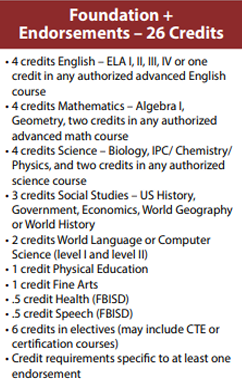 Foundation +
Endorsements – 26 Credits
• 4 credits English – ELA I, II, III, IV or one
credit in any authorized advanced English
course
• 4 credits Mathematics – Algebra I,
Geometry, two credits in any authorized
advanced math course
• 4 credits Science – Biology, IPC/ Chemistry/
Physics, and two credits in any authorized
science course
• 3 credits Social Studies – US History,
Government, Economics, World Geography
or World History
• 2 credits World Language or Computer
Science (level I and level II)
• 1 credit Physical Education
• 1 credit Fine Arts
• .5 credit Health (FBISD)
• .5 credit Speech (FBISD)
• 6 credits in electives (may include CTE or
certification courses)
• Credit requirements specific to at least one
endorsement